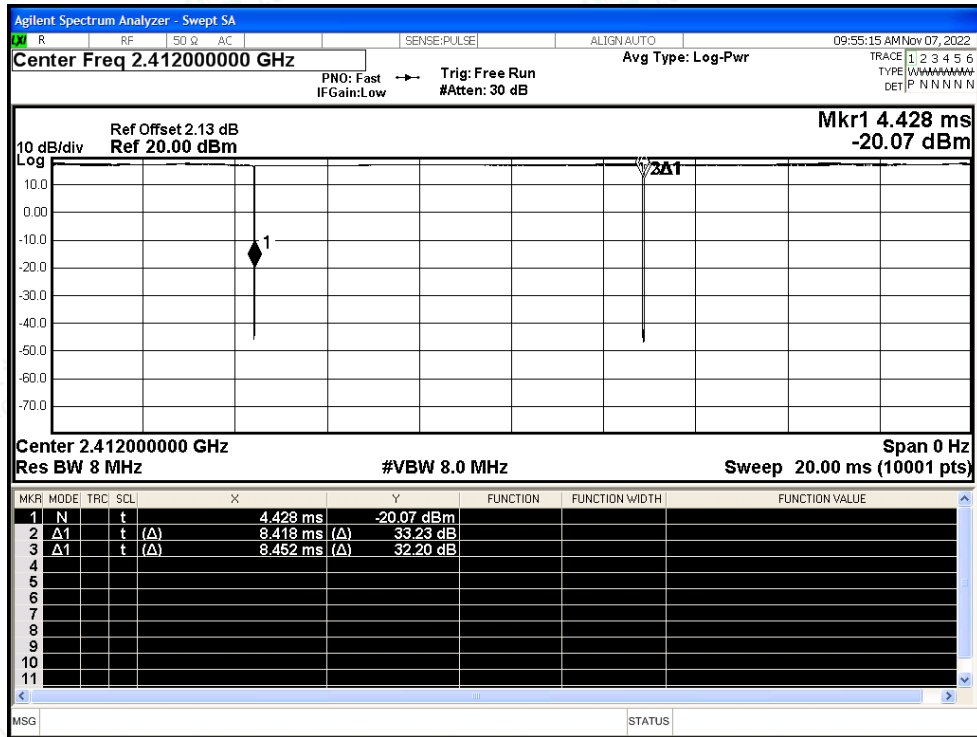 Agilent Spectrum Analyzer - Swept SA
LXI R RF 50 Ω AC SENSE:PULSE ALIGNAUTO 09:55:15 AM Nov 07, 2022
Center Freq 2.412000000 GHz
PNO: Fast
IFGain:Low
Trig: Free Run
#Atten: 30 dB
Avg Type: Log-Pwr
TRACE 1 2 3 4 5 6
TYPE WWWWWW
DET P N N N N N
Mkr1 4.428 ms
-20.07 dBm
Ref Offset 2.13 dB
10 dB/div Ref 20.00 dBm
Log
10.0
0.00
-10.0
-20.0
-30.0
-40.0
-50.0
-60.0
-70.0
1
3Δ1
Center 2.412000000 GHz Span 0 Hz
Res BW 8 MHz #VBW 8.0 MHz Sweep 20.00 ms (10001 pts)
MKR MODE TRC SCL X Y FUNCTION FUNCTION WIDTH FUNCTION VALUE
1 N t 4.428 ms -20.07 dBm
2 Δ1 t (Δ) 8.418 ms (Δ) 33.23 dB
3 Δ1 t (Δ) 8.452 ms (Δ) 32.20 dB
4
5
6
7
8
9
10
11
MSG STATUS